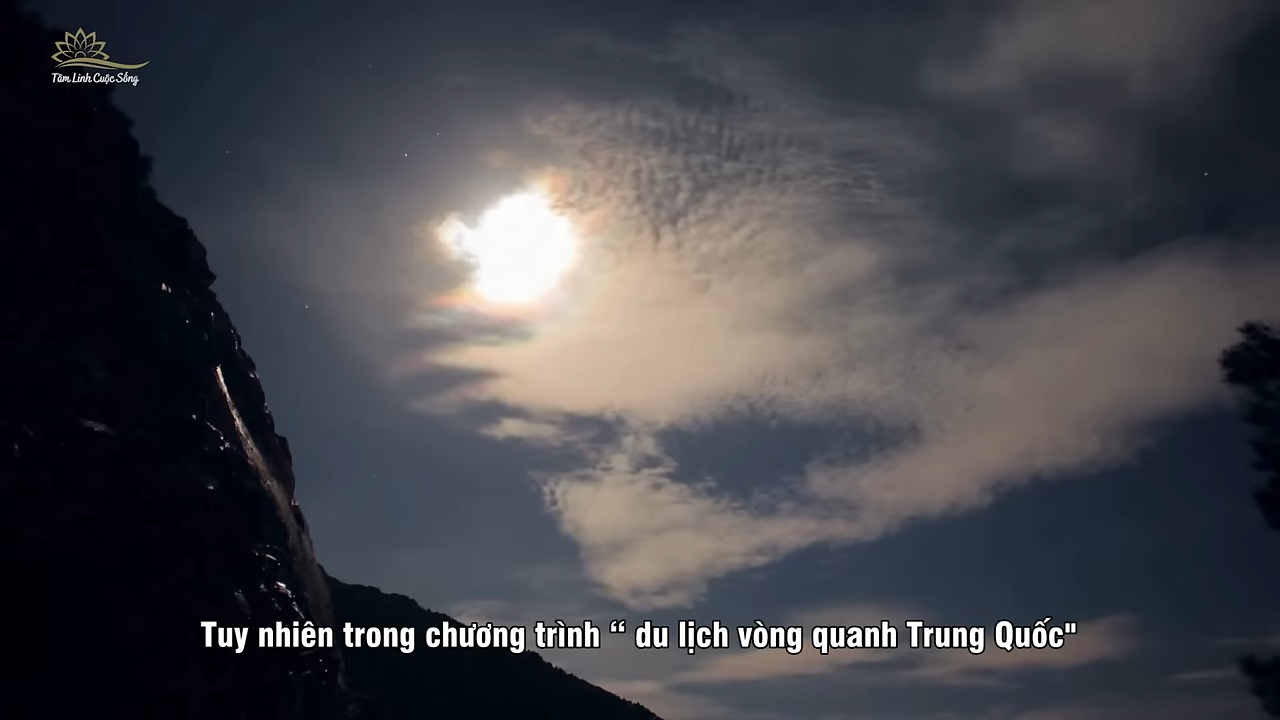 Tâm Linh Cuộc Sống
Tuy nhiên trong chương trình “ du lịch vòng quanh Trung Quốc"